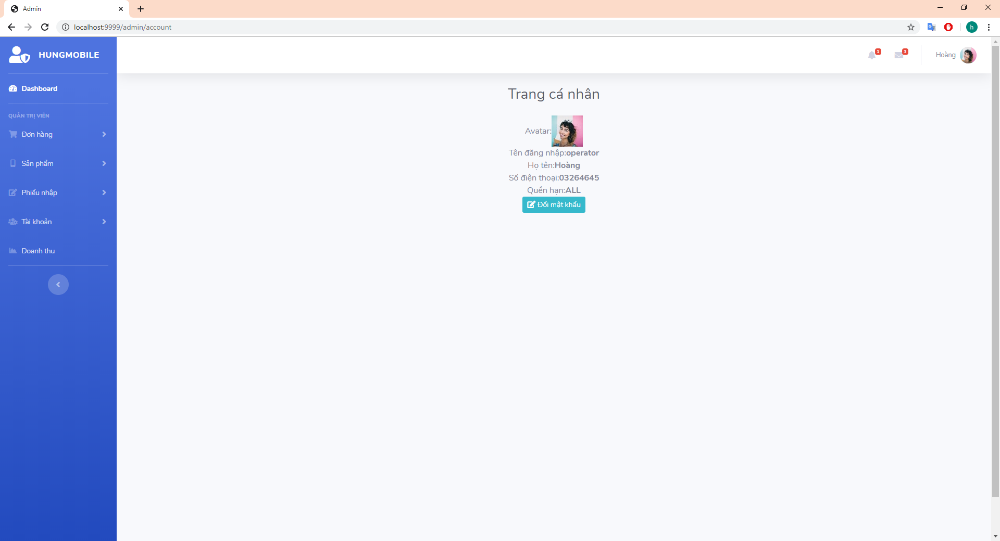 Admin
localhost:9999/admin/account
h
HUNGMOBILE
1
3
Hoàng
Dashboard
QUẢN TRỊ VIÊN
Đơn hàng
Sản phẩm
Phiếu nhập
Tài khoản
Doanh thu
Trang cá nhân
Avatar:
Tên đăng nhập:operator
Họ tên:Hoàng
Số điện thoại:03264645
Quền hạn:ALL
Đổi mật khẩu